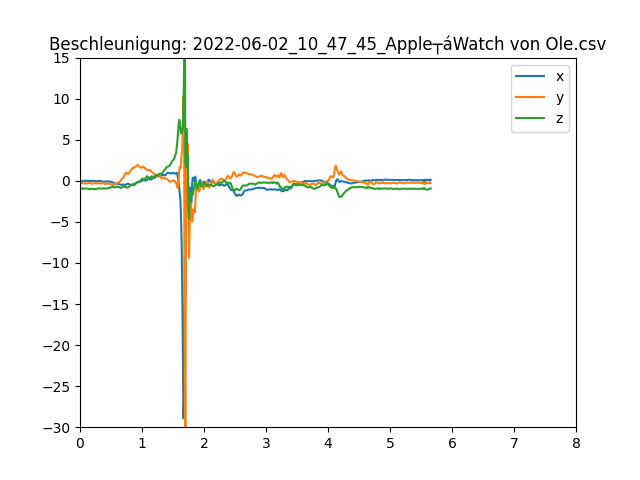 Beschleunigung: 2022-06-02_10_47_45_Apple┬áWatch von Ole.csv
15
10
5
0
−5
−10
−15
−20
−25
−30
0 1 2 3 4 5 6 7 8
x
y
z